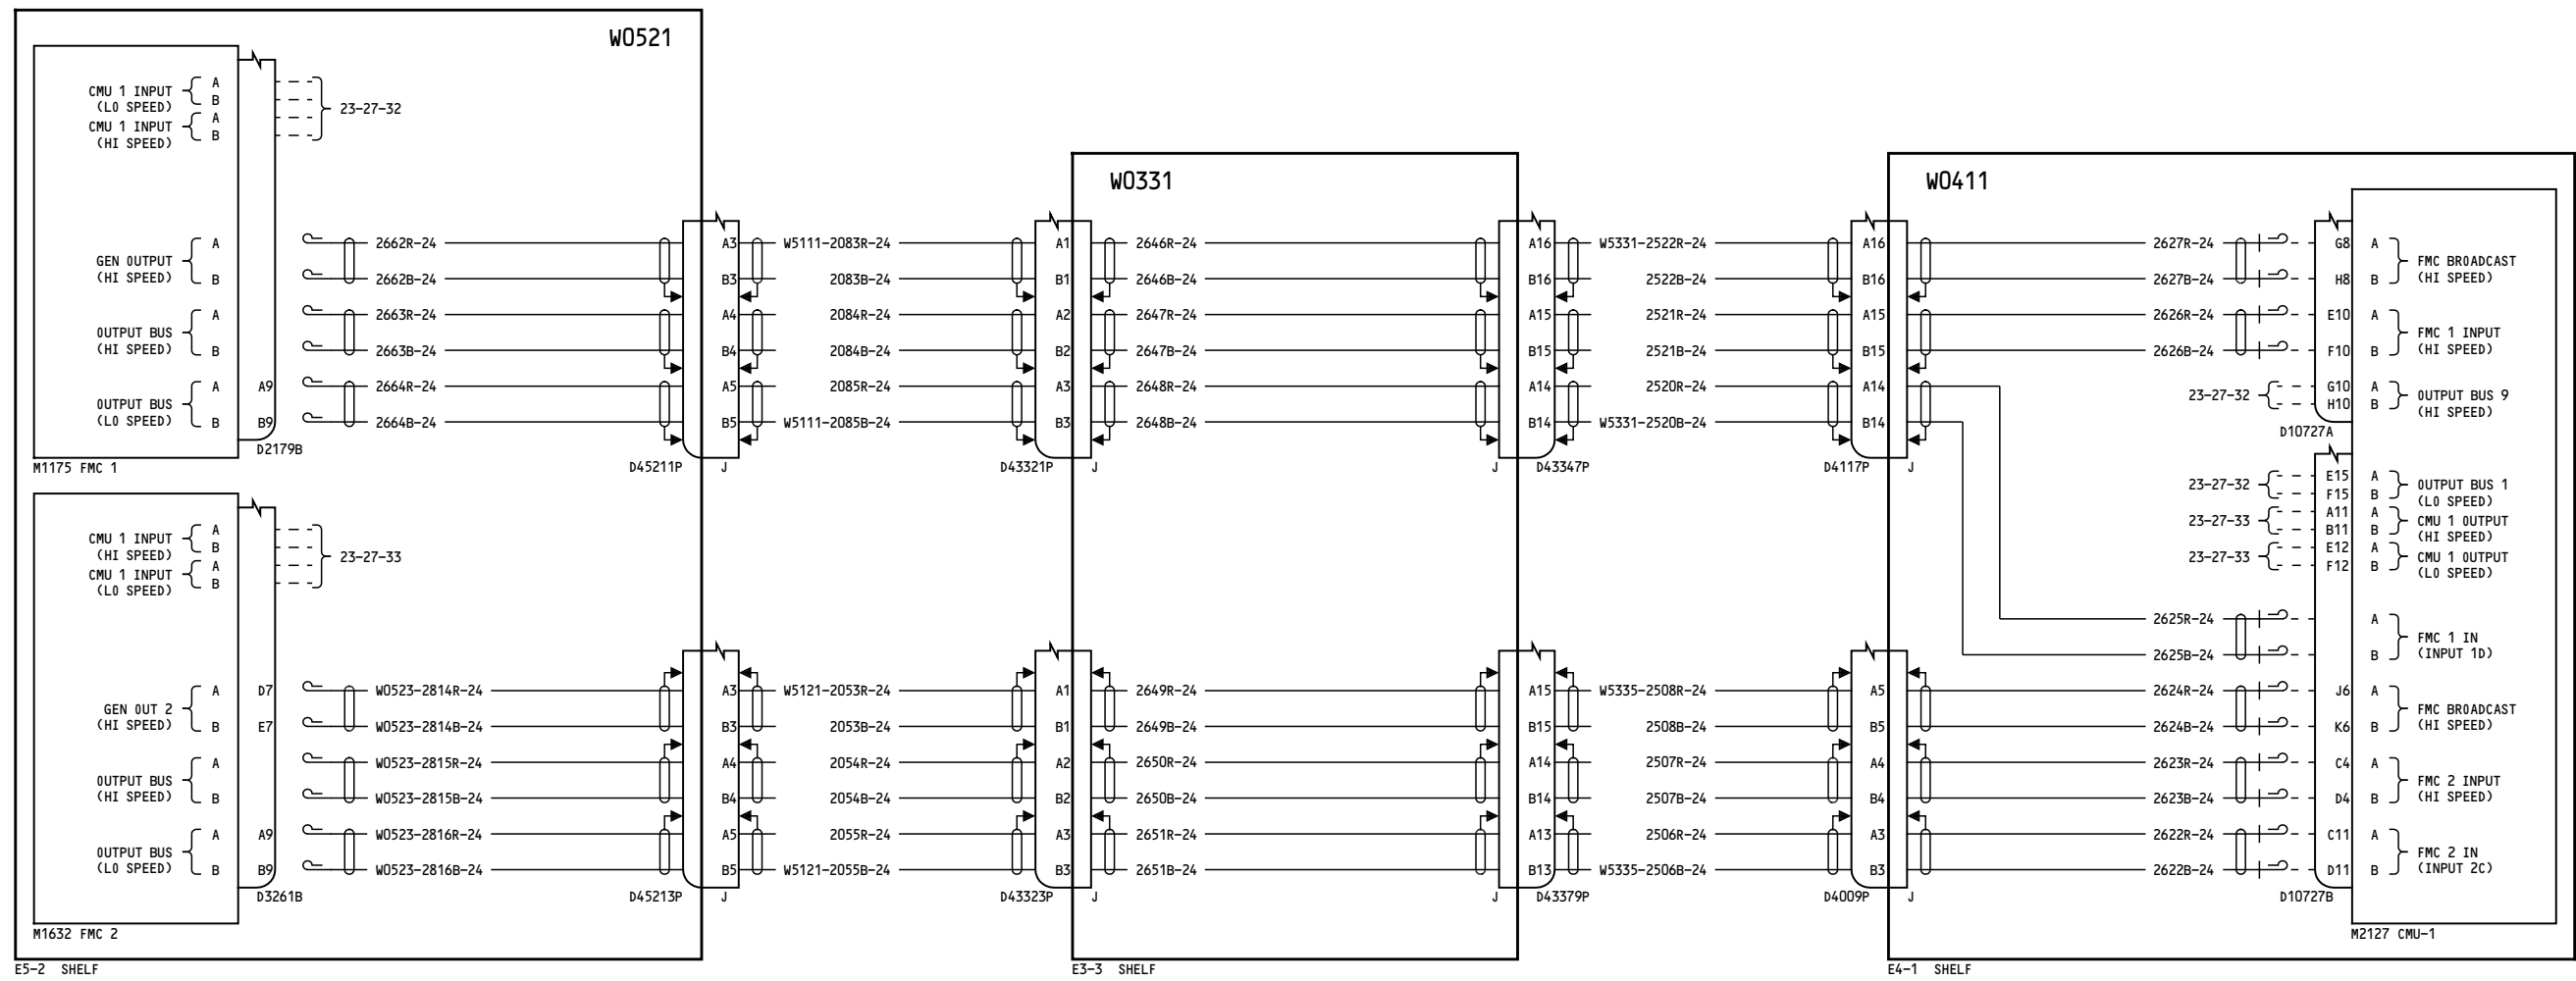 W0521
CMU 1 INPUT
(LO SPEED)
A
B
CMU 1 INPUT
(HI SPEED)
A
B
23-27-32
GEN OUTPUT
(HI SPEED)
A
B
OUTPUT BUS
(HI SPEED)
A
B
OUTPUT BUS
(LO SPEED)
A A9
B B9
D2179B
M1175 FMC 1
2662R-24
2662B-24
2663R-24
2663B-24
2664R-24
2664B-24
A3
B3
A4
B4
A5
B5
D45211P J
CMU 1 INPUT
(HI SPEED)
A
B
CMU 1 INPUT
(LO SPEED)
A
B
23-27-33
GEN OUT 2
(HI SPEED)
A D7
B E7
OUTPUT BUS
(HI SPEED)
A
B
OUTPUT BUS
(LO SPEED)
A A9
B B9
D3261B
M1632 FMC 2
W0523-2814R-24
W0523-2814B-24
W0523-2815R-24
W0523-2815B-24
W0523-2816R-24
W0523-2816B-24
A3
B3
A4
B4
A5
B5
D45213P J
E5-2 SHELF
W5111-2083R-24
2083B-24
2084R-24
2084B-24
2085R-24
W5111-2085B-24
W5121-2053R-24
2053B-24
2054R-24
2054B-24
2055R-24
W5121-2055B-24
W0331
A1
B1
A2
B2
A3
B3
D43321P J
2646R-24
2646B-24
2647R-24
2647B-24
2648R-24
2648B-24
A16
B16
A15
B15
A14
B14
J D43347P
A1
B1
A2
B2
A3
B3
D43323P J
2649R-24
2649B-24
2650R-24
2650B-24
2651R-24
2651B-24
A15
B15
A14
B14
A13
B13
J D43379P
E3-3 SHELF
W5331-2522R-24
2522B-24
2521R-24
2521B-24
2520R-24
W5331-2520B-24
W5335-2508R-24
2508B-24
2507R-24
2507B-24
2506R-24
W5335-2506B-24
W0411
A16
B16
A15
B15
A14
B14
D4117P J
A5
B5
A4
B4
A3
B3
D4009P J
2627R-24
2627B-24
2626R-24
2626B-24
23-27-32
G8 A
H8 B
FMC BROADCAST
(HI SPEED)
E10 A
F10 B
FMC 1 INPUT
(HI SPEED)
G10 A
H10 B
OUTPUT BUS 9
(HI SPEED)
D10727A
23-27-32
E15 A
F15 B
OUTPUT BUS 1
(LO SPEED)
23-27-33
A11 A
B11 B
CMU 1 OUTPUT
(HI SPEED)
23-27-33
E12 A
F12 B
CMU 1 OUTPUT
(LO SPEED)
2625R-24
2625B-24
A
B
FMC 1 IN
(INPUT 1D)
2624R-24
2624B-24
J6 A
K6 B
FMC BROADCAST
(HI SPEED)
2623R-24
2623B-24
C4 A
D4 B
FMC 2 INPUT
(HI SPEED)
2622R-24
2622B-24
C11 A
D11 B
FMC 2 IN
(INPUT 2C)
D10727B
M2127 CMU-1
E4-1 SHELF